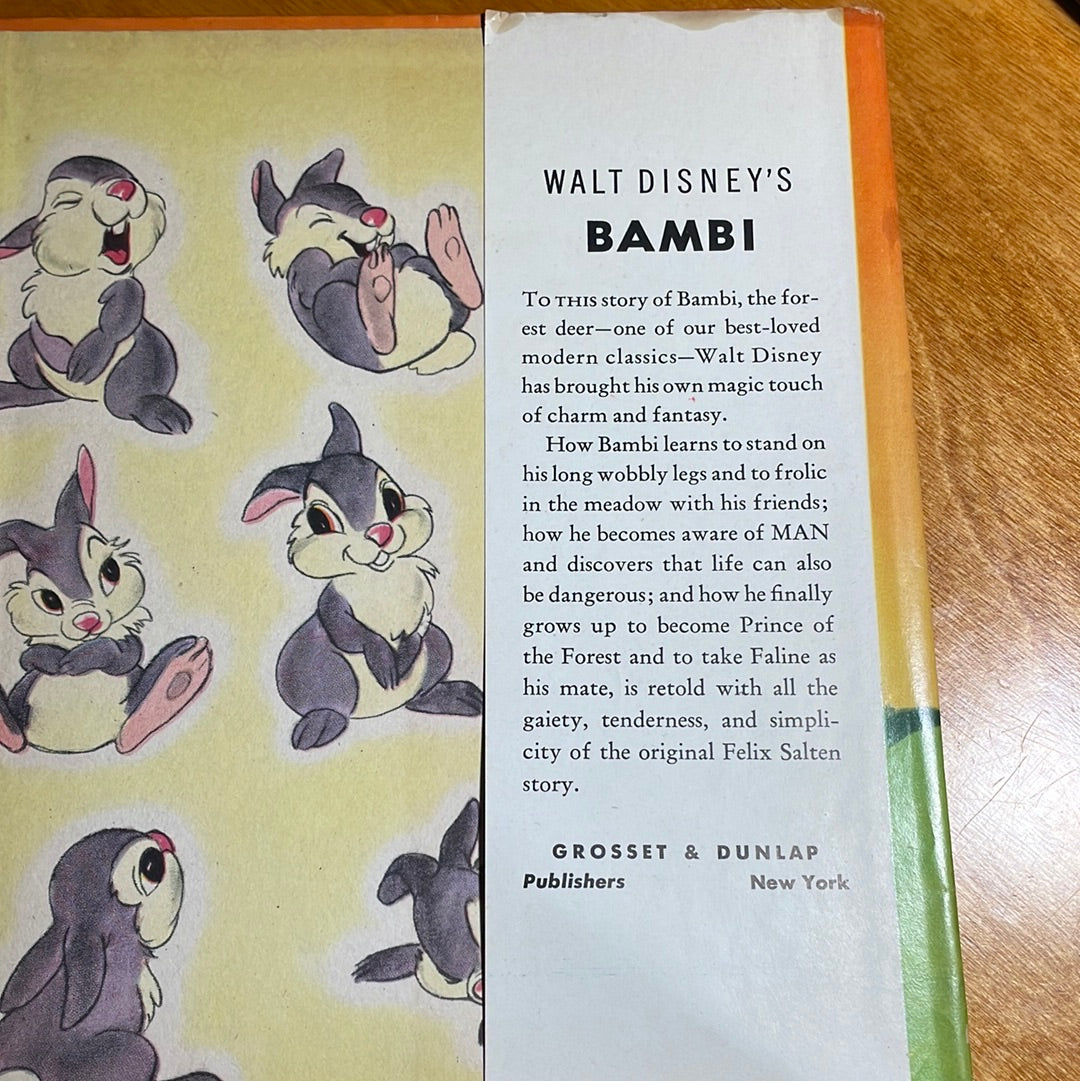 WALT DISNEY'S
BAMBI
TO THIS story of Bambi, the for-
est deer—one of our best-loved
modern classics—Walt Disney
has brought his own magic touch
of charm and fantasy.
How Bambi learns to stand on
his long wobbly legs and to frolic
in the meadow with his friends;
how he becomes aware of MAN
and discovers that life can also
be dangerous; and how he finally
grows up to become Prince of
the Forest and to take Faline as
his mate, is retold with all the
gaiety, tenderness, and simpli-
city of the original Felix Salten
story.
GROSSET & DUNLAP
Publishers New York